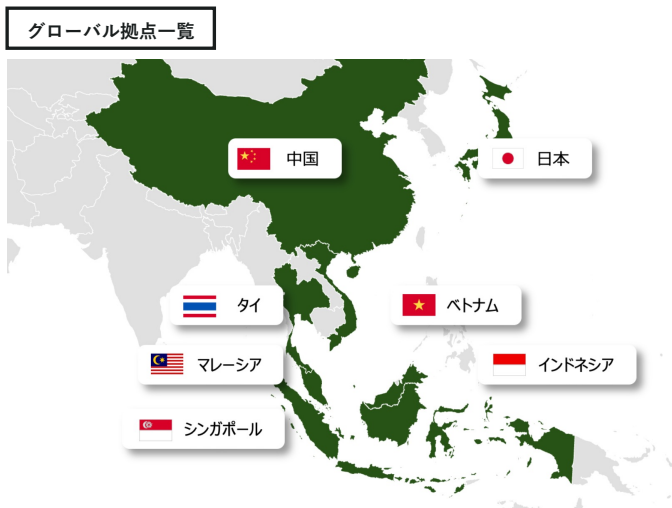 グローバル拠点一覧
中国
日本
タイ
ベトナム
マレーシア
インドネシア
シンガポール